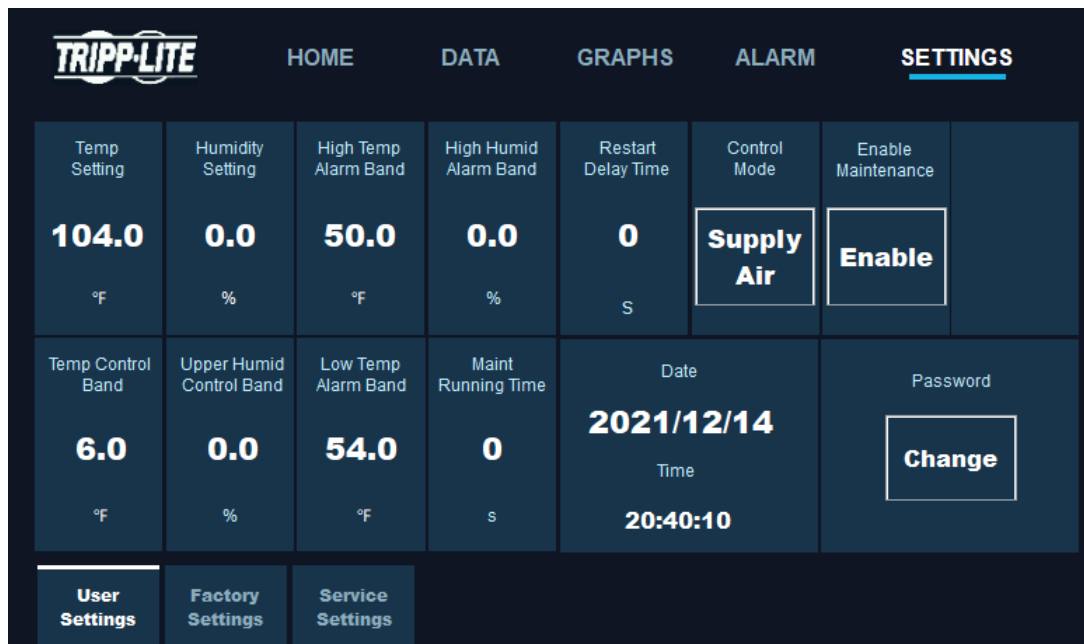 TRIPP·LITE
HOME DATA GRAPHS ALARM SETTINGS
Temp
Setting
104.0
°F
Humidity
Setting
0.0
%
High Temp
Alarm Band
50.0
°F
High Humid
Alarm Band
0.0
%
Restart
Delay Time
0
S
Control
Mode
Supply
Air
Enable
Maintenance
Enable
Temp Control
Band
6.0
°F
Upper Humid
Control Band
0.0
%
Low Temp
Alarm Band
54.0
°F
Maint
Running Time
0
s
Date
2021/12/14
Time
20:40:10
Password
Change
User
Settings
Factory
Settings
Service
Settings